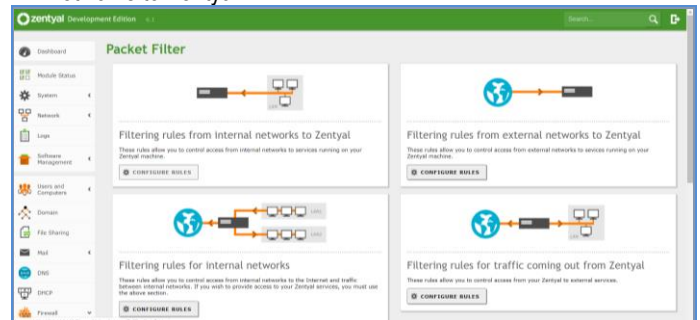 zentyal Development Edition 4.1
Search...
Dashboard
Module Status
System
Network
Logs
Software
Management
Users and
Computers
Domain
File Sharing
Mail
DNS
DHCP
Firewall
Packet Filter
Filtering rules from internal networks to Zentyal
These rules allow you to control access from internal networks to services running on your
Zentyal machine.
CONFIGURE RULES
Filtering rules from external networks to Zentyal
These rules allow you to control access from external networks to services running on your
Zentyal machine.
CONFIGURE RULES
LAN1
LAN2
Filtering rules for internal networks
These rules allow you to control access from internal networks to the Internet and traffic
between internal networks. If you wish to provide access to your Zentyal services, you must use
the above section.
CONFIGURE RULES
Filtering rules for traffic coming out from Zentyal
These rules allow you to control access from your Zentyal to external services.
CONFIGURE RULES